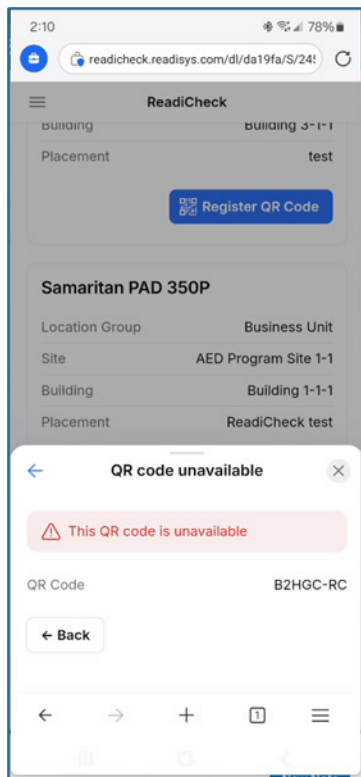 2:10 78%
readicheck.readisys.com/dl/da19fa/S/24
ReadiCheck
Building Building 3-1-1
Placement test
Register QR Code
Samaritan PAD 350P
Location Group Business Unit
Site AED Program Site 1-1
Building Building 1-1-1
Placement ReadiCheck test
QR code unavailable
This QR code is unavailable
QR Code B2HGC-RC
← Back
1